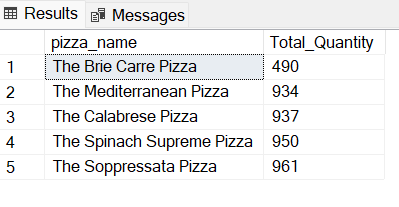 Results Messages
pizza_name Total_Quantity
1 The Brie Carre Pizza 490
2 The Mediterranean Pizza 934
3 The Calabrese Pizza 937
4 The Spinach Supreme Pizza 950
5 The Soppressata Pizza 961